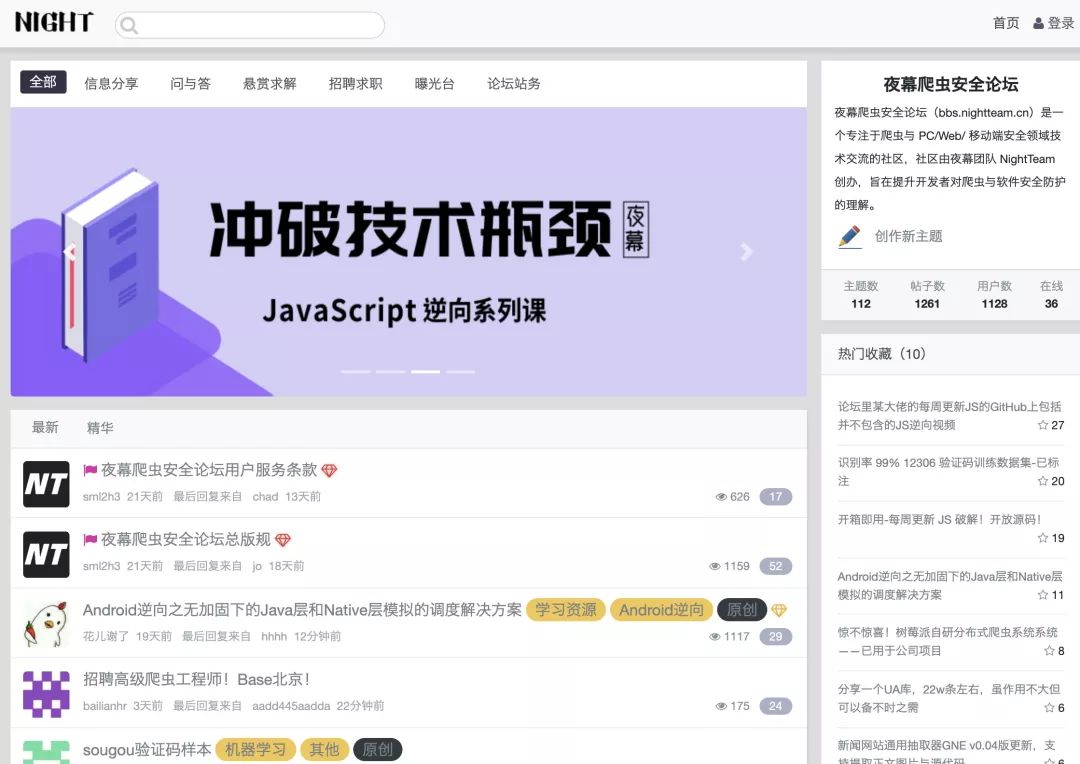 NIGHT
首页 登录
全部 信息分享 问与答 悬赏求解 招聘求职 曝光台 论坛站务
冲破技术瓶颈 夜幕
JavaScript 逆向系列课
最新 精华
NT
夜幕爬虫安全论坛用户服务条款
sml2h3 21天前 最后回复来自 chad 13天前
626 17
NT
夜幕爬虫安全论坛总版规
sml2h3 21天前 最后回复来自 jo 18天前
1159 52
Android逆向之无加固下的Java层和Native层模拟的调度解决方案 学习资源 Android逆向 原创
花儿谢了 19天前 最后回复来自 hhhh 12分钟前
1117 29
招聘高级爬虫工程师！Base北京！
bailianhr 3天前 最后回复来自 aadd445aadda 22分钟前
175 24
sougou验证码样本 机器学习 其他 原创
夜幕爬虫安全论坛
夜幕爬虫安全论坛（bbs.nightteam.cn）是一
个专注于爬虫与 PC/Web/ 移动端安全领域技
术交流的社区，社区由夜幕团队 NightTeam
创办，旨在提升开发者对爬虫与软件安全防护
的理解。
创作新主题
主题数 帖子数 用户数 在线
112 1261 1128 36
热门收藏（10）
论坛里某大佬的每周更新JS的GitHub上包括
并不包含的JS逆向视频 27
识别率 99% 12306 验证码训练数据集-已标
注 20
开箱即用-每周更新 JS 破解！开放源码！
19
Android逆向之无加固下的Java层和Native层
模拟的调度解决方案 11
惊不惊喜！树莓派自研分布式爬虫系统系统
——已用于公司项目 8
分享一个UA库，22w条左右，虽作用不大但
可以备不时之需 6
新闻网站通用抽取器GNE v0.04版更新，支
持提取正文图片与源代码 6